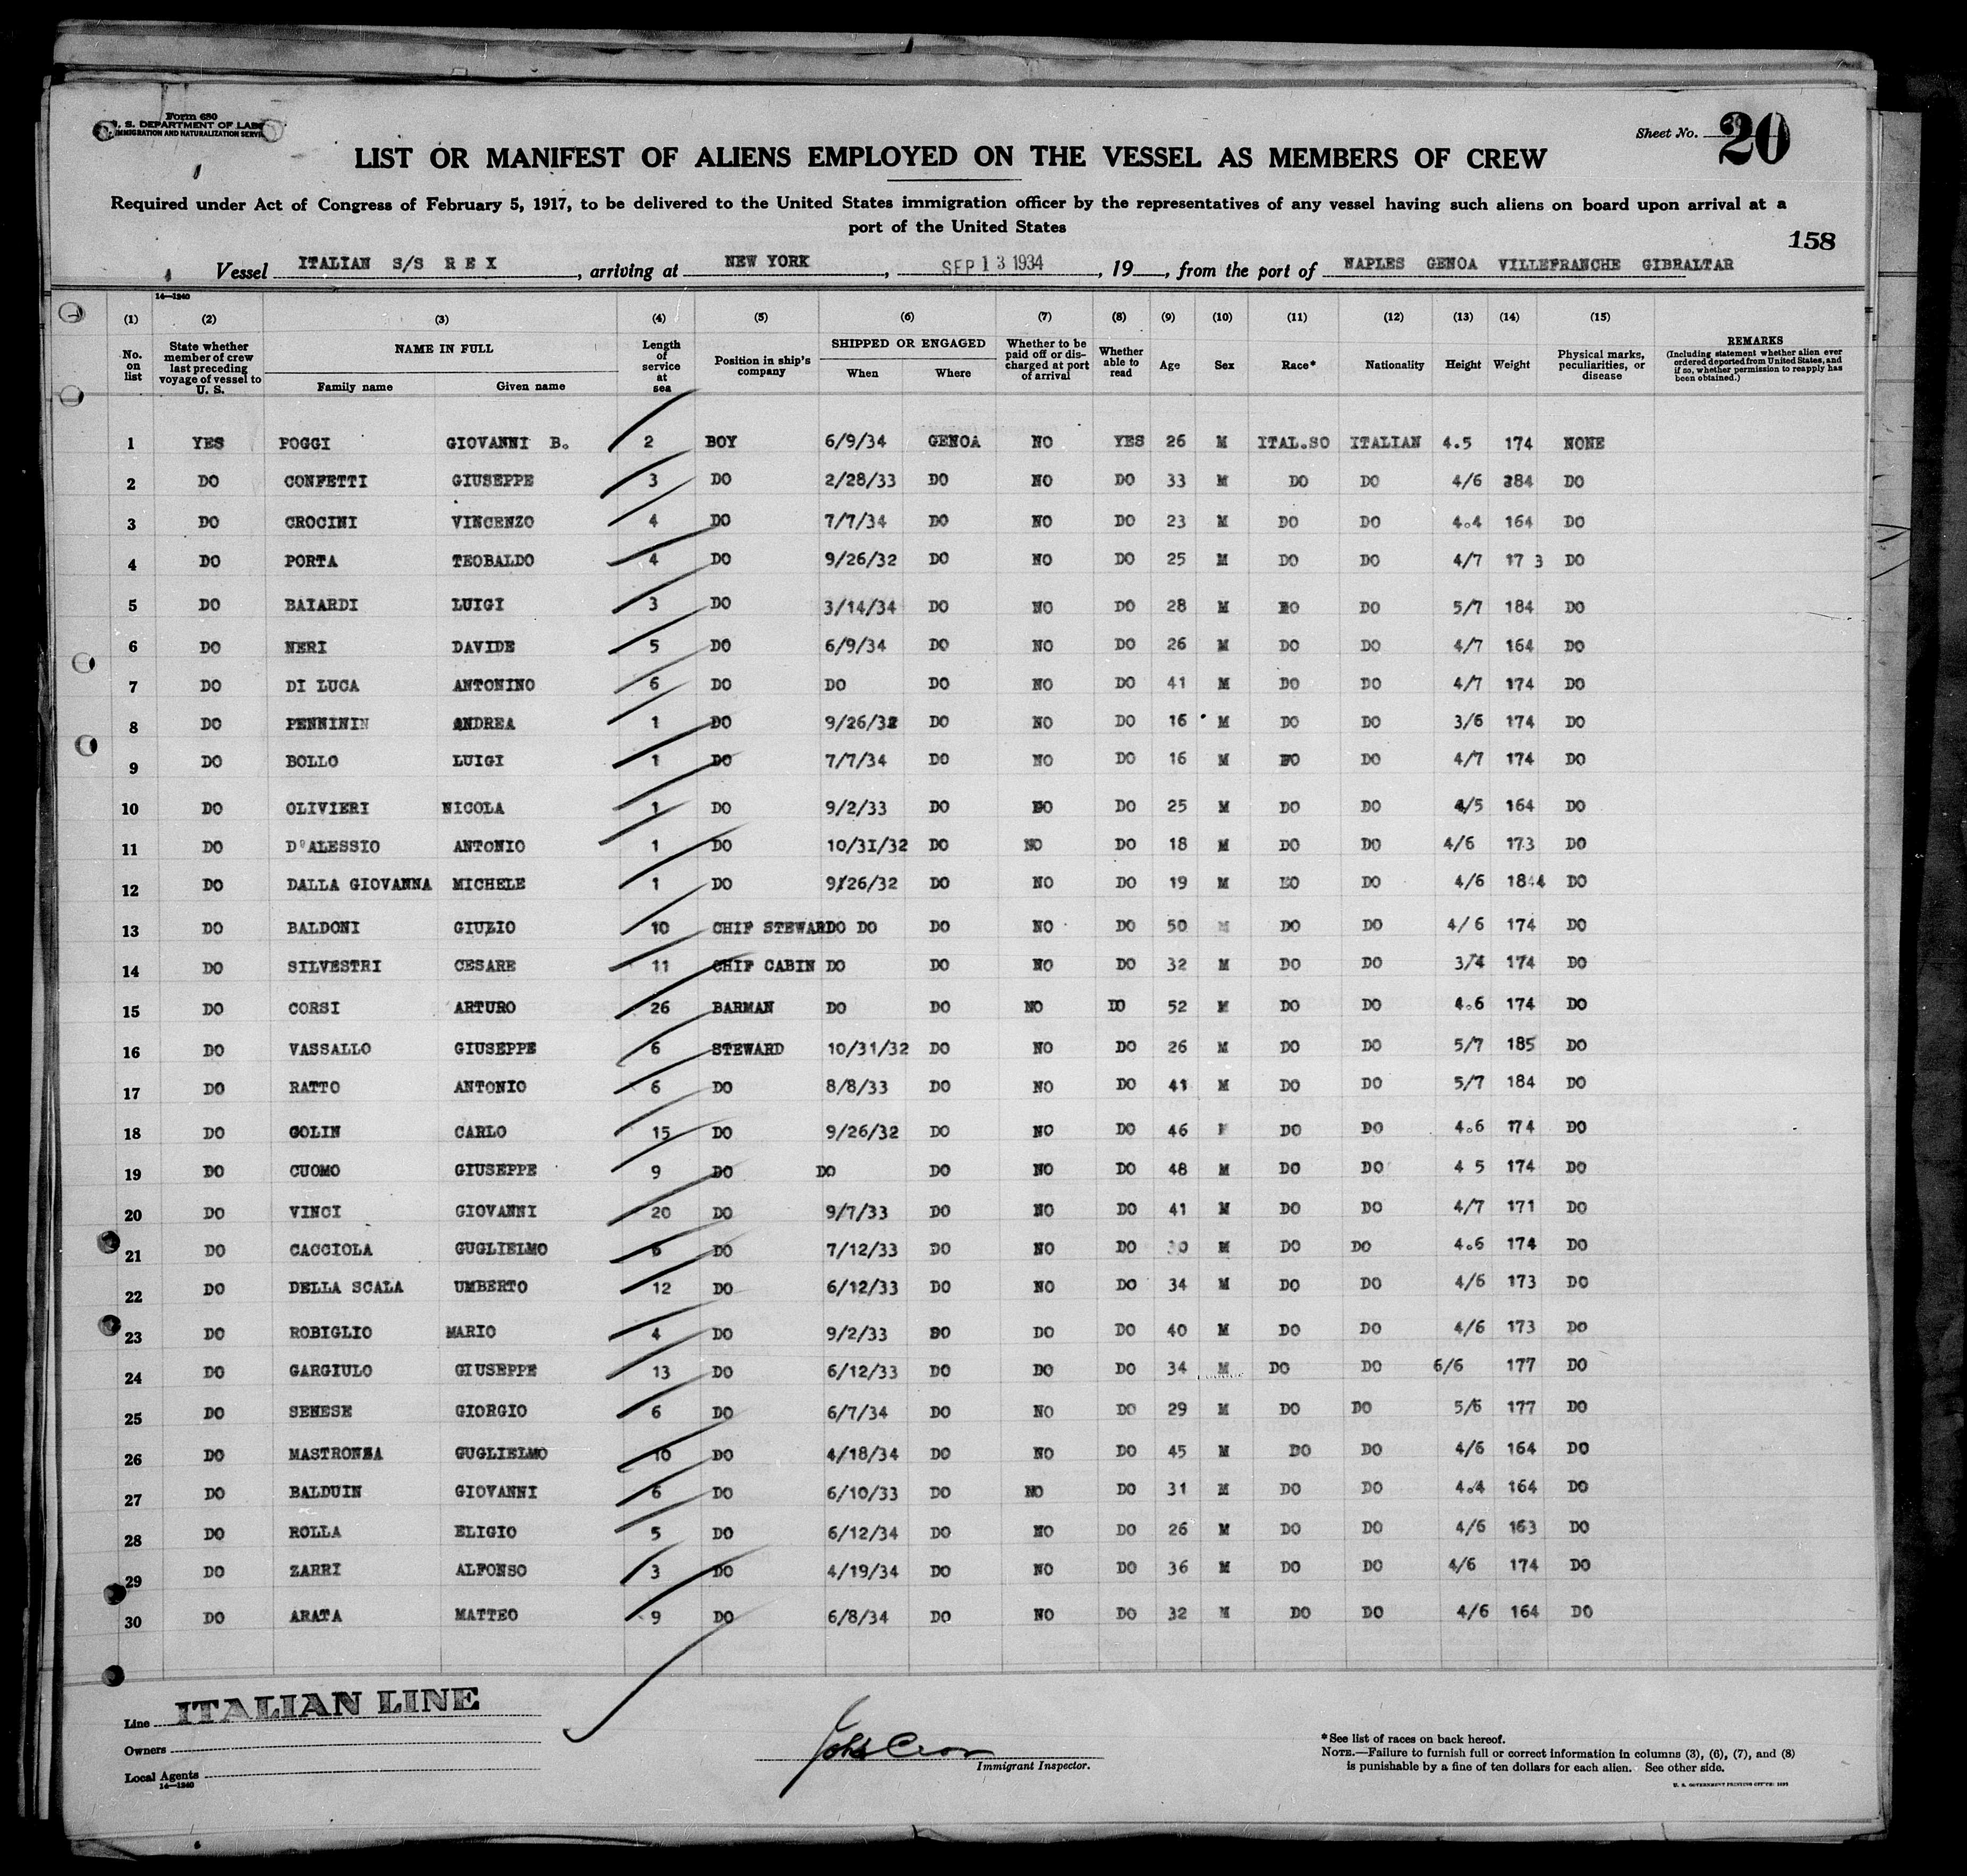 Form 680
U. S. DEPARTMENT OF LABOR
IMMIGRATION AND NATURALIZATION SERVICE
Sheet No. 20
LIST OR MANIFEST OF ALIENS EMPLOYED ON THE VESSEL AS MEMBERS OF CREW
Required under Act of Congress of February 5, 1917, to be delivered to the United States immigration officer by the representatives of any vessel having such aliens on board upon arrival at a
port of the United States
158
Vessel ITALIAN S/S REX, arriving at NEW YORK, SEP 13 1934, 19, from the port of NAPLES GENOA VILLEFRANCHE GIBRALTAR
14—1240
(1) (2) (3) (4) (5) (6) (7) (8) (9) (10) (11) (12) (13) (14) (15)
No. on list State whether member of crew last preceding voyage of vessel to U. S. NAME IN FULL Family name Given name Length of service at sea Position in ship's company SHIPPED OR ENGAGED When Where Whether to be paid off or discharged at port of arrival Whether able to read Age Sex Race* Nationality Height Weight Physical marks, peculiarities, or disease REMARKS (Including statement whether alien ever ordered deported from United States, and if so, whether permission to reapply has been obtained.)
1 YES POGGI GIOVANNI B. 2 BOY 6/9/34 GENOA NO YES 26 M ITAL.SO ITALIAN 4.5 174 NONE
2 DO CONFETTI GIUSEPPE 3 DO 2/28/33 DO NO DO 33 M DO DO 4/6 284 DO
3 DO CROCINI VINCENZO 4 DO 7/7/34 DO NO DO 23 M DO DO 4.4 164 DO
4 DO PORTA TEOBALDO 4 DO 9/26/32 DO NO DO 25 M DO DO 4/7 17 3 DO
5 DO BAIARDI LUIGI 3 DO 3/14/34 DO NO DO 28 M DO DO 5/7 184 DO
6 DO NERI DAVIDE 5 DO 6/9/34 DO NO DO 26 M DO DO 4/7 164 DO
7 DO DI LUCA ANTONINO 6 DO DO DO NO DO 41 M DO DO 4/7 174 DO
8 DO PENNININ ANDREA 1 DO 9/26/32 DO NO DO 16 M DO DO 3/6 174 DO
9 DO BOLLO LUIGI 1 DO 7/7/34 DO NO DO 16 M DO DO 4/7 174 DO
10 DO OLIVIERI NICOLA 1 DO 9/2/33 DO NO DO 25 M DO DO 4/5 164 DO
11 DO D'ALESSIO ANTONIO 1 DO 10/31/32 DO NO DO 18 M DO DO 4/6 173 DO
12 DO DALLA GIOVANNA MICHELE 1 DO 9/26/32 DO NO DO 19 M DO DO 4/6 1844 DO
13 DO BALDONI GIUZIO 10 CHIF STEWARDO DO DO NO DO 50 M DO DO 4/6 174 DO
14 DO SILVESTRI CESARE 11 CHIF CABIN DO DO NO DO 32 M DO DO 3/4 174 DO
15 DO CORSI ARTURO 26 BARMAN DO DO NO DO 52 M DO DO 4.6 174 DO
16 DO VASSALLO GIUSEPPE 6 STEWARD 10/31/32 DO NO DO 26 M DO DO 5/7 185 DO
17 DO RATTO ANTONIO 6 DO 8/8/33 DO NO DO 41 M DO DO 5/7 184 DO
18 DO GOLIN CARLO 15 DO 9/26/32 DO NO DO 46 DO DO 4.6 174 DO
19 DO CUOMO GIUSEPPE 9 DO DO DO NO DO 48 M DO DO 4 5 174 DO
20 DO VINCI GIOVANNI 20 DO 9/7/33 DO NO DO 41 M DO DO 4/7 171 DO
21 DO CACCIOLA GUGLIELMO 6 DO 7/12/33 DO NO DO 30 M DO DO 4.6 174 DO
22 DO DELLA SCALA UMBERTO 12 DO 6/12/33 DO NO DO 34 M DO DO 4/6 173 DO
23 DO ROBIGLIO MARIO 4 DO 9/2/33 DO DO DO 40 M DO DO 4/6 173 DO
24 DO GARGIULO GIUSEPPE 13 DO 6/12/33 DO DO DO 34 M DO DO 6/6 177 DO
25 DO SENESE GIORGIO 6 DO 6/7/34 DO NO DO 29 M DO DO 5/6 177 DO
26 DO MASTRONZA GUGLIELMO 10 DO 4/18/34 DO NO DO 45 M DO DO 4/6 164 DO
27 DO BALDUIN GIOVANNI 6 DO 6/10/33 DO NO DO 31 M DO DO 4.4 164 DO
28 DO ROLLA ELIGIO 5 DO 6/12/34 DO NO DO 26 M DO DO 4/6 163 DO
29 DO ZARRI ALFONSO 3 DO 4/19/34 DO NO DO 36 M DO DO 4/6 174 DO
30 DO ARATA MATTEO 9 DO 6/8/34 DO NO DO 32 M DO DO 4/6 164 DO
Line ITALIAN LINE
Owners
Local Agents
14—1240
Immigrant Inspector.
*See list of races on back hereof.
NOTE.—Failure to furnish full or correct information in columns (3), (6), (7), and (8)
is punishable by a fine of ten dollars for each alien. See other side.
U. S. GOVERNMENT PRINTING OFFICE: